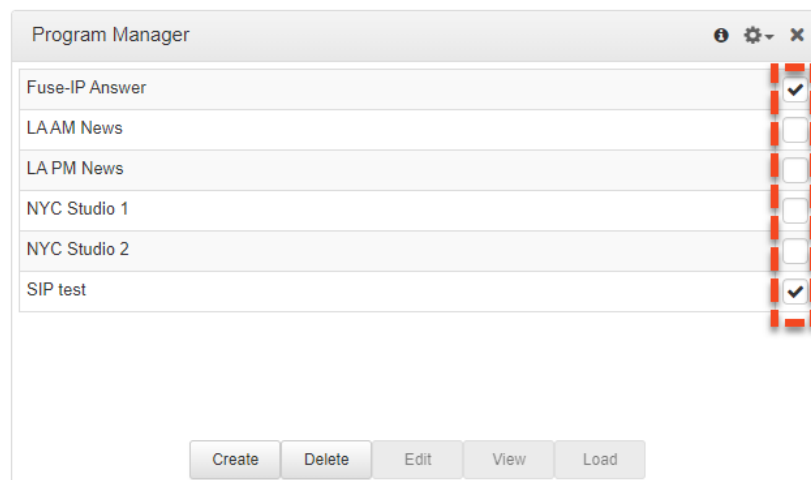 Program Manager
Fuse-IP Answer
LA AM News
LA PM News
NYC Studio 1
NYC Studio 2
SIP test
Create Delete Edit View Load